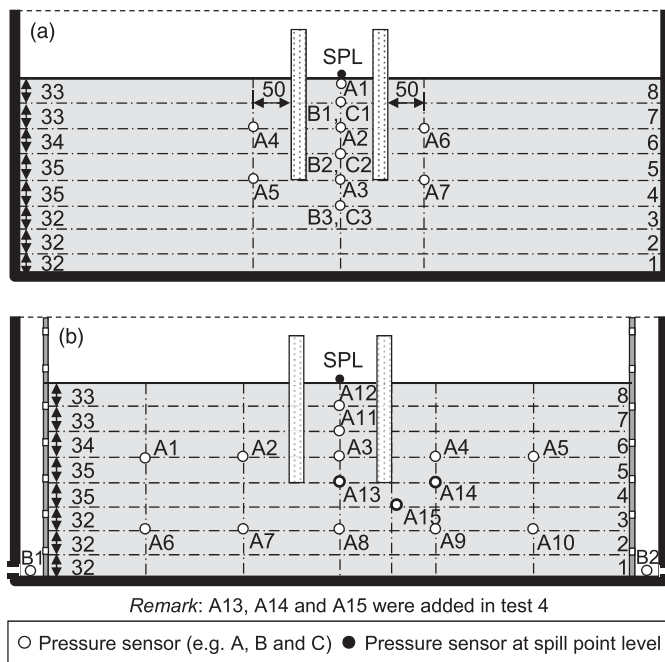 (a)
SPL
33 50 A1 50 8
33 B1, C1 7
34 A4 A2 A6 6
35 B2 C2 5
35 A5 A3 A7 4
32 B3, C3 3
32 2
32 1
(b)
SPL
33 A12 8
33 A11 7
34 A1 A2 A3 A4 A5 6
35 5
35 A13 A14 4
32 A15 3
32 A6 A7 A8 A9 A10 2
B1 32 1 B2
Remark: A13, A14 and A15 were added in test 4
Pressure sensor (e.g. A, B and C) Pressure sensor at spill point level